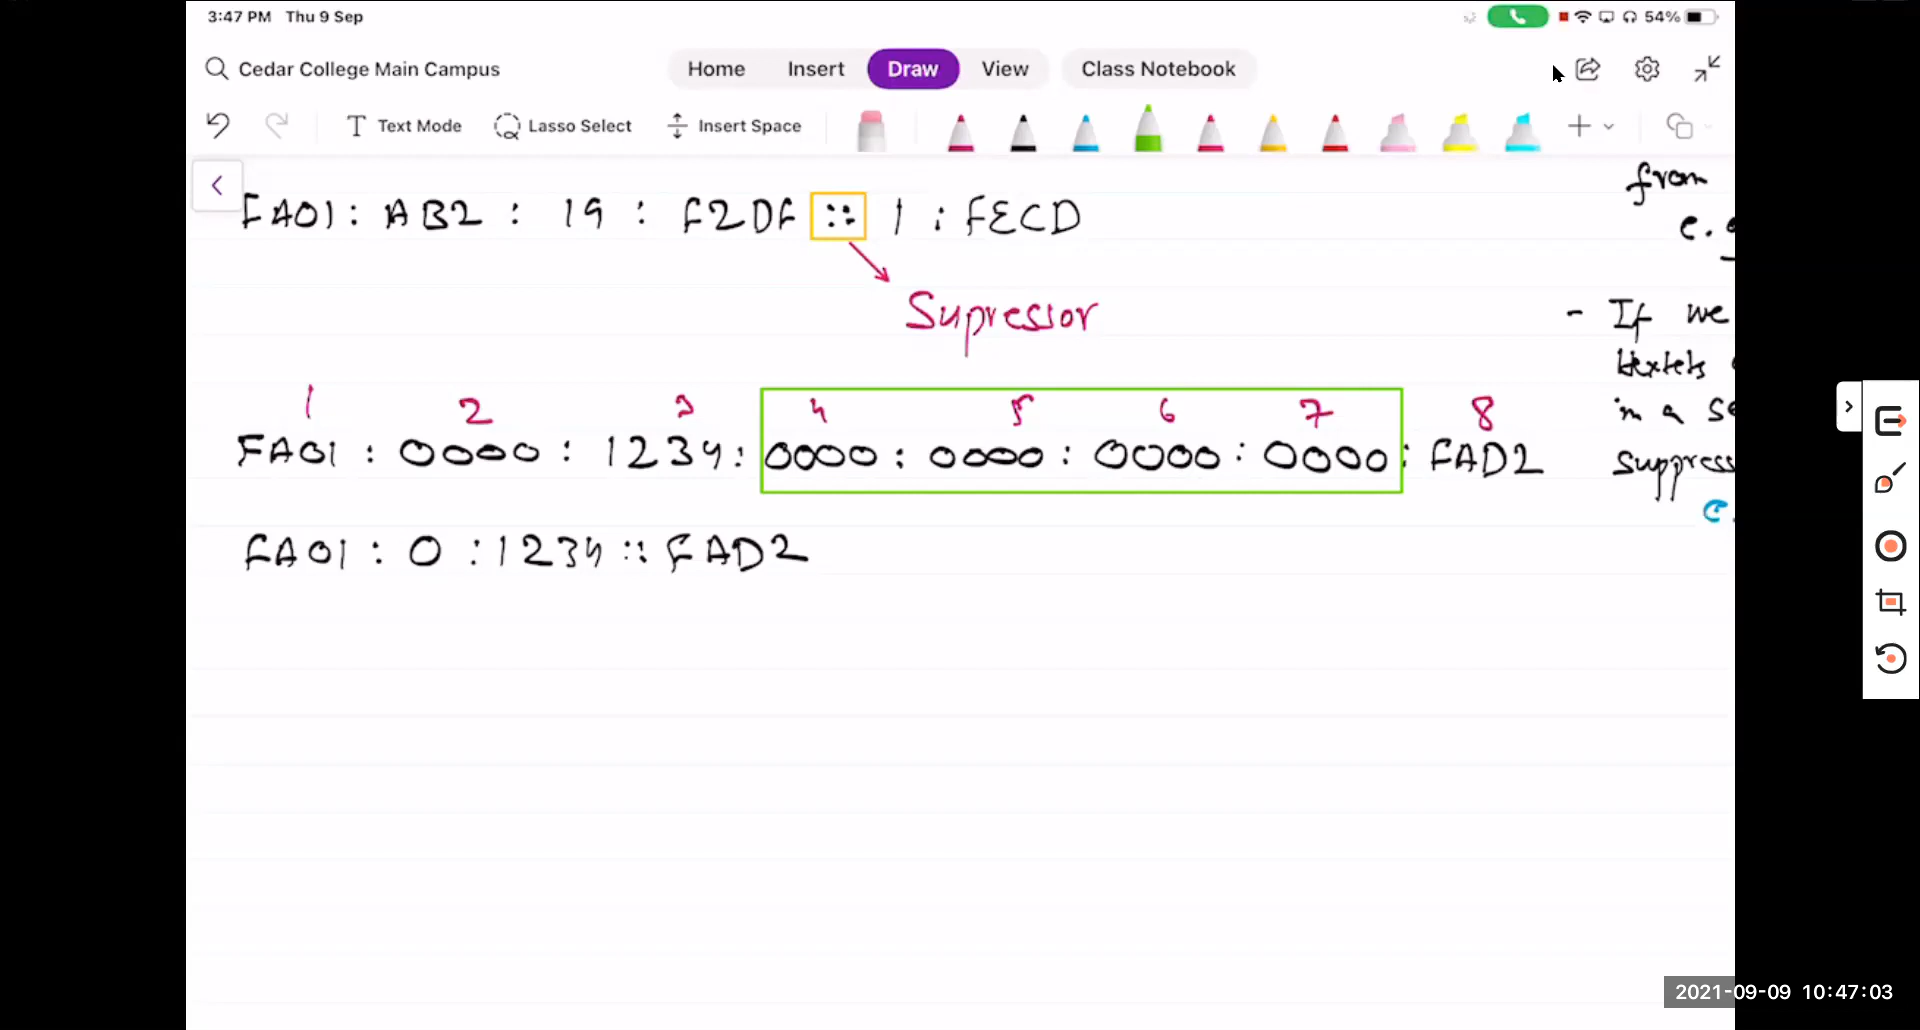 3:47 PM Thu 9 Sep
54%
Cedar College Main Campus
Home Insert Draw View Class Notebook
Text Mode Lasso Select Insert Space
FA01 : AB2 : 19 : F2DF :: 1 : FECD
Supressor
1 2 3 4 5 6 7 8
FA01 : 0000 : 1234 : 0000 : 0000 : 0000 : 0000 : FAD2
FA01 : 0 : 1234 :: FAD2
from
- If we
in a
suppress
2021-09-09 10:47:03